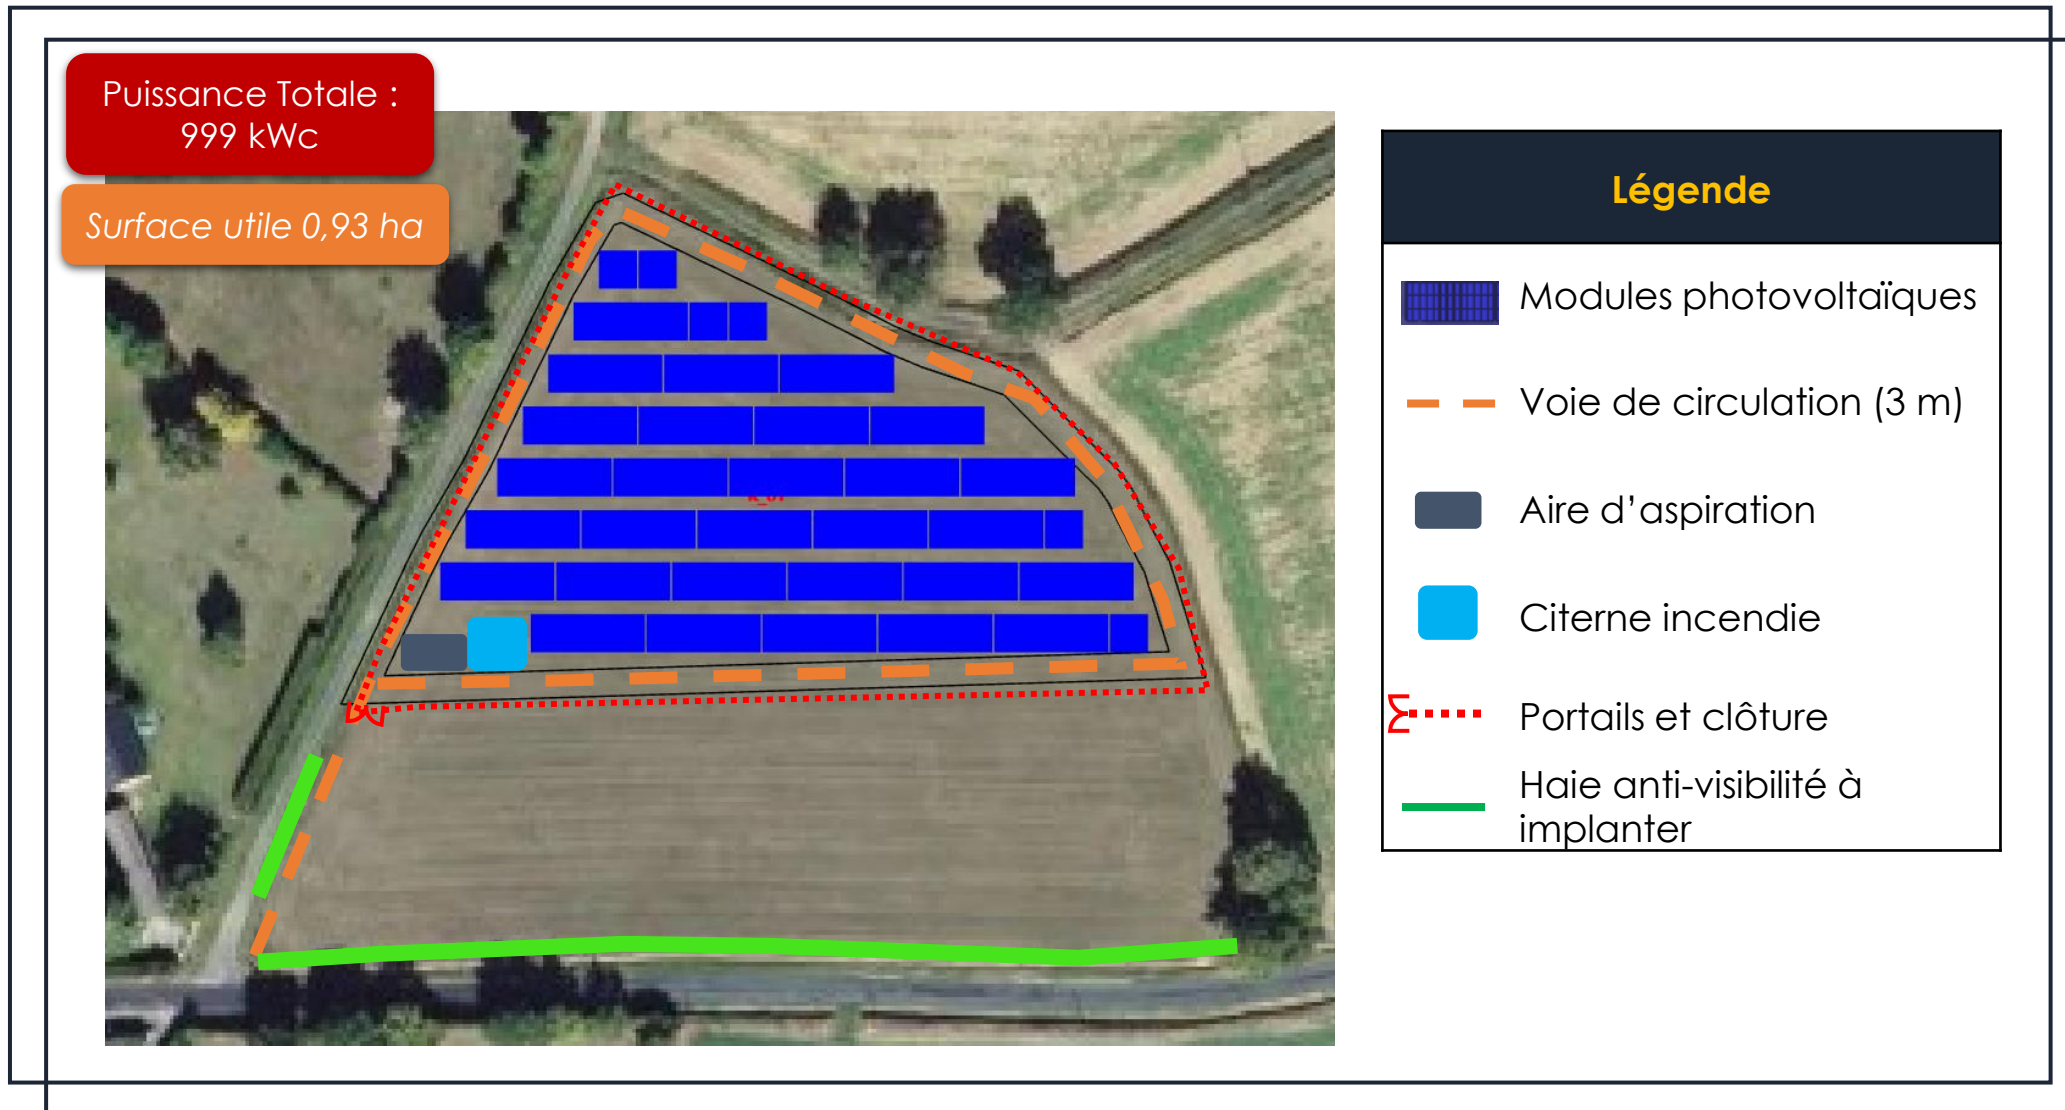 Puissance Totale :
999 kWc
Surface utile 0,93 ha
Légende
Modules photovoltaïques
Voie de circulation (3 m)
Aire d’aspiration
Citerne incendie
Portails et clôture
Haie anti-visibilité à
implanter